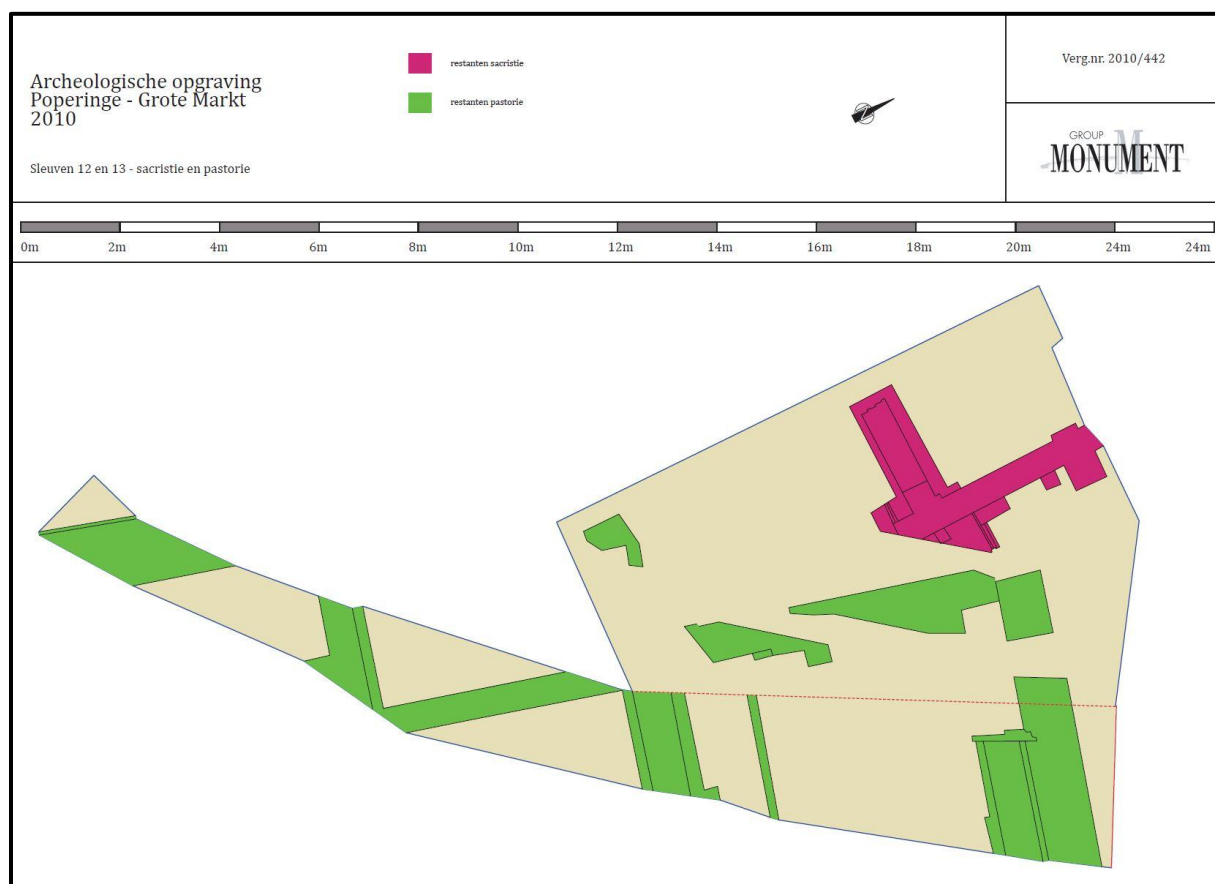 Archeologische opgraving
Poperinge - Grote Markt
2010
Sleuven 12 en 13 - sacristie en pastorie
restanten sacristie
restanten pastorie
Verg.nr. 2010/442
GROUP
MONUMENT
0m 2m 4m 6m 8m 10m 12m 14m 16m 18m 20m 24m 24m